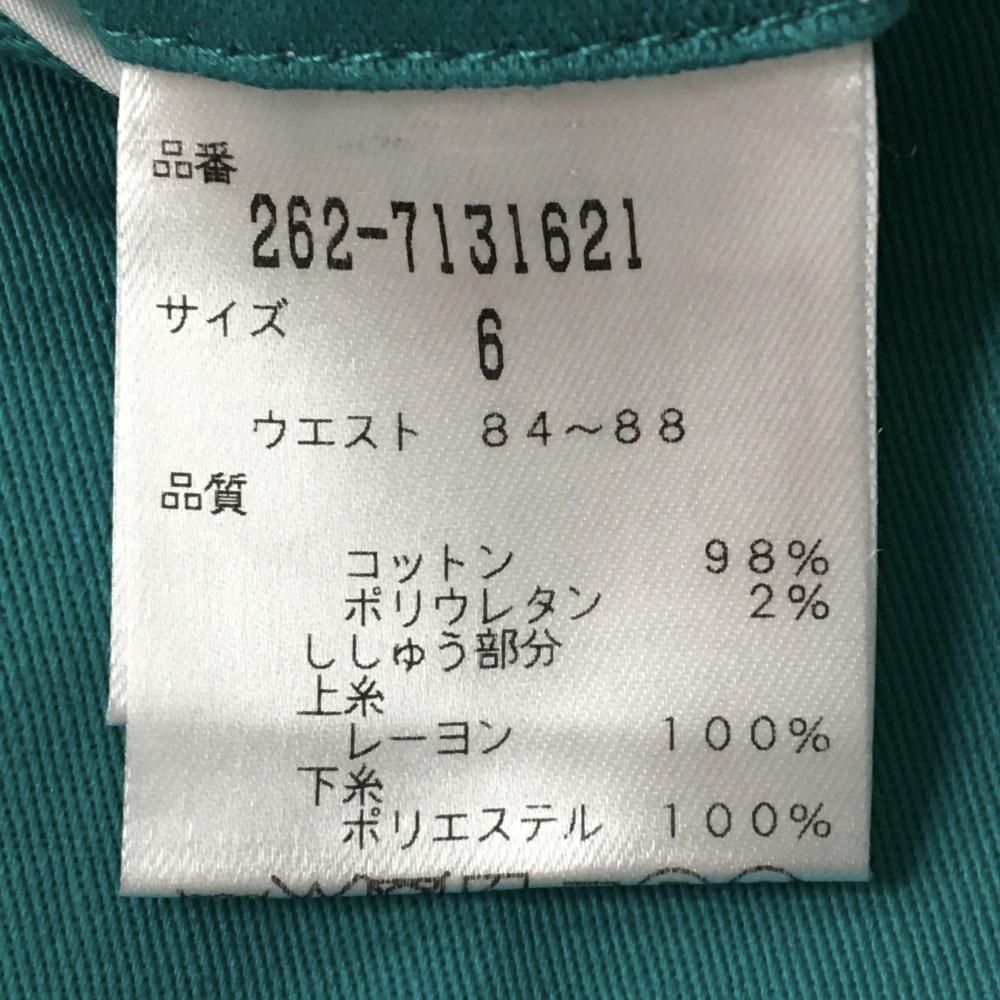 品番
262-7131621
サイズ
6
ウエスト 84～88
品質
コットン 98%
ポリウレタン 2%
ししゅう部分
上糸
レーヨン 100%
下糸
ポリエステル 100%